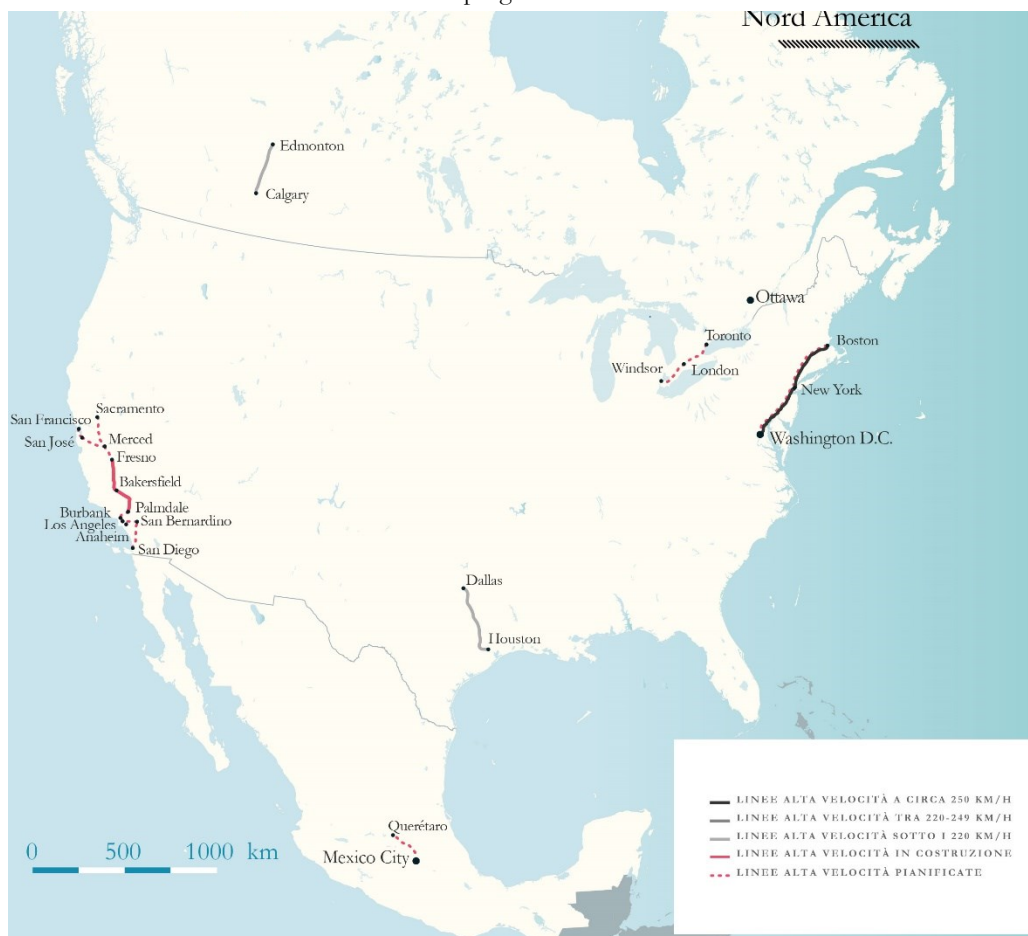 Nord America
Edmonton
Calgary
Ottawa
Toronto
Boston
Windsor
London
New York
Washington D.C.
Sacramento
San Francisco
San José
Merced
Fresno
Bakersfield
Palmdale
Burbank
San Bernardino
Los Angeles
Anaheim
San Diego
Dallas
Houston
Querétaro
Mexico City
0 500 1000 km
LINEE ALTA VELOCITÀ A CIRCA 250 KM/H
LINEE ALTA VELOCITÀ TRA 220-249 KM/H
LINEE ALTA VELOCITÀ SOTTO I 220 KM/H
LINEE ALTA VELOCITÀ IN COSTRUZIONE
LINEE ALTA VELOCITÀ PIANIFICATE